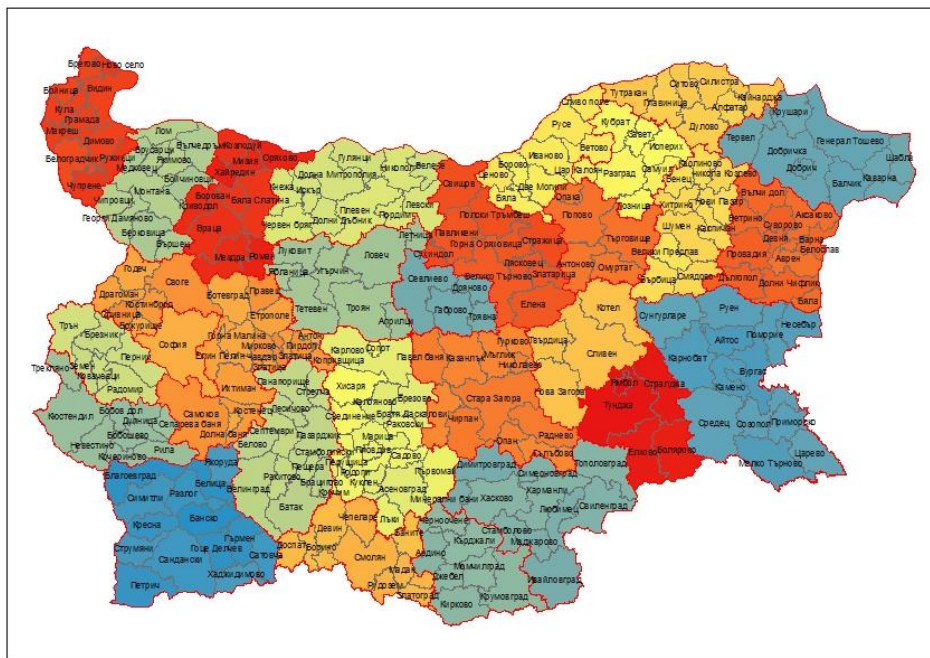 Брегово
Ново село
Бойница
Видин
Кула
Грамада
Макреш
Димово
Белоградчик
Ружинци
Чупрене
Лом
Брусарци
Вълчедръм
Медковец
Якимово
Монтана
Бойчиновци
Чипровци
Георги Дамяново
Берковица
Вършец
Козлодуй
Мизия
Оряхово
Хайредин
Борован
Бяла Слатина
Криводол
Враца
Мездра
Роман
Гулянци
Никопол
Белене
Долна Митрополия
Кнежа
Искър
Плевен
Левски
Долни Дъбник
Пордим
Червен бряг
Луковит
Летница
Ловеч
Угърчин
Ябланица
Тетевен
Троян
Априлци
Свищов
Полски Тръмбеш
Павликени
Горна Оряховица
Стражица
Сухиндол
Лясковец
Велико Търново
Златарица
Елена
Севлиево
Дряново
Габрово
Трявна
Сливо поле
Русе
Иваново
Борово
Ветово
Ценово
Две Могили
Бяла
Кубрат
Завет
Исперих
Цар Калоян
Разград
Самуил
Лозница
Тутракан
Ситово
Силистра
Главиница
Алфатар
Кайнарджа
Дулово
Крушари
Тервел
Генерал Тошево
Добричка
Добрич
Шабла
Балчик
Каварна
Каолиново
Венец
Никола Козлево
Хитрино
Нови Пазар
Шумен
Каспичан
Велики Преслав
Смядово
Върбица
Опака
Попово
Търговище
Антоново
Омуртаг
Вълчи дол
Аксаково
Суворово
Ветрино
Девня
Варна
Белослав
Провадия
Аврен
Дългопол
Долни Чифлик
Бяла
Годеч
Своге
Драгоман
Костинброд
Сливница
Божурище
Ботевград
Правец
Етрополе
София
Горна Малина
Мирково
Антон
Пирдоп
Елин Пелин
Чавдар
Златица
Копривщица
Ихтиман
Самоков
Костенец
Долна баня
Трън
Брезник
Перник
Земен
Ковачевци
Радомир
Трекляно
Кюстендил
Бобов дол
Дупница
Сапарева баня
Бобошево
Невестино
Рила
Кочериново
Благоевград
Якоруда
Симитли
Разлог
Белица
Кресна
Банско
Струмяни
Гърмен
Гоце Делчев
Сандански
Сатовча
Петрич
Хаджидимово
Панагюрище
Стрелча
Лесичово
Септември
Пазарджик
Белово
Пещера
Ракитово
Брацигово
Велинград
Батак
Карлово
Сопот
Хисаря
Калояново
Брезово
Съединение
Братя Даскалови
Раковски
Марица
Пловдив
Стамболийски
Перущица
Родопи
Садово
Кричим
Куклен
Асеновград
Първомай
Лъки
Чепеларе
Девин
Доспат
Борино
Баните
Смолян
Мадан
Рудозем
Златоград
Павел баня
Казанлък
Гурково
Мъглиж
Николаево
Стара Загора
Чирпан
Опан
Раднево
Гълъбово
Котел
Твърдица
Сливен
Нова Загора
Ямбол
Стралджа
Тунджа
Елхово
Болярово
Сунгурларе
Руен
Несебър
Айтос
Поморие
Карнобат
Бургас
Камено
Средец
Созопол
Приморско
Царево
Малко Търново
Димитровград
Симеоновград
Тополовград
Минерални бани
Хасково
Харманли
Свиленград
Любимец
Стамболово
Маджарово
Ивайловград
Черноочене
Кърджали
Ардино
Момчилград
Джебел
Крумовград
Кирково